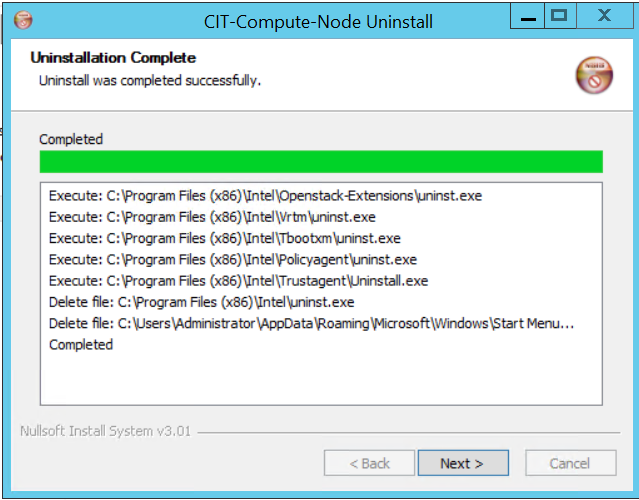 CIT-Compute-Node Uninstall
Uninstallation Complete
Uninstall was completed successfully.
Completed
Execute: C:\Program Files (x86)\Intel\Openstack-Extensions\uninst.exe
Execute: C:\Program Files (x86)\Intel\Vrtm\uninst.exe
Execute: C:\Program Files (x86)\Intel\Tbootxm\uninst.exe
Execute: C:\Program Files (x86)\Intel\Policyagent\uninst.exe
Execute: C:\Program Files (x86)\Intel\Trustagent\Uninstall.exe
Delete file: C:\Program Files (x86)\Intel\uninst.exe
Delete file: C:\Users\Administrator\AppData\Roaming\Microsoft\Windows\Start Menu...
Completed
Nullsoft Install System v3.01
< Back
Next >
Cancel